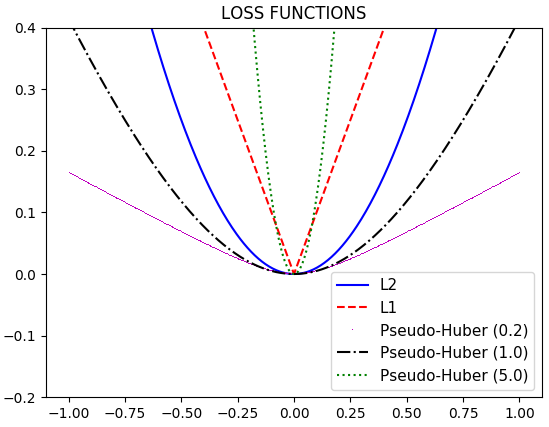 LOSS FUNCTIONS
0.4
0.3
0.2
0.1
0.0
−0.1
−0.2
L2
L1
Pseudo-Huber (0.2)
Pseudo-Huber (1.0)
Pseudo-Huber (5.0)
−1.00 −0.75 −0.50 −0.25 0.00 0.25 0.50 0.75 1.00